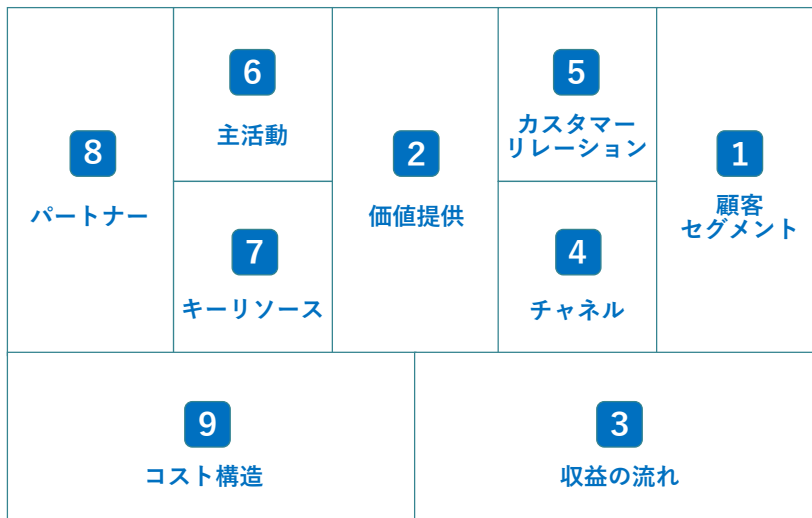 8
パートナー
6
主活動
7
キーリソース
2
価値提供
5
カスタマー
リレーション
4
チャネル
1
顧客
セグメント
9
コスト構造
3
収益の流れ